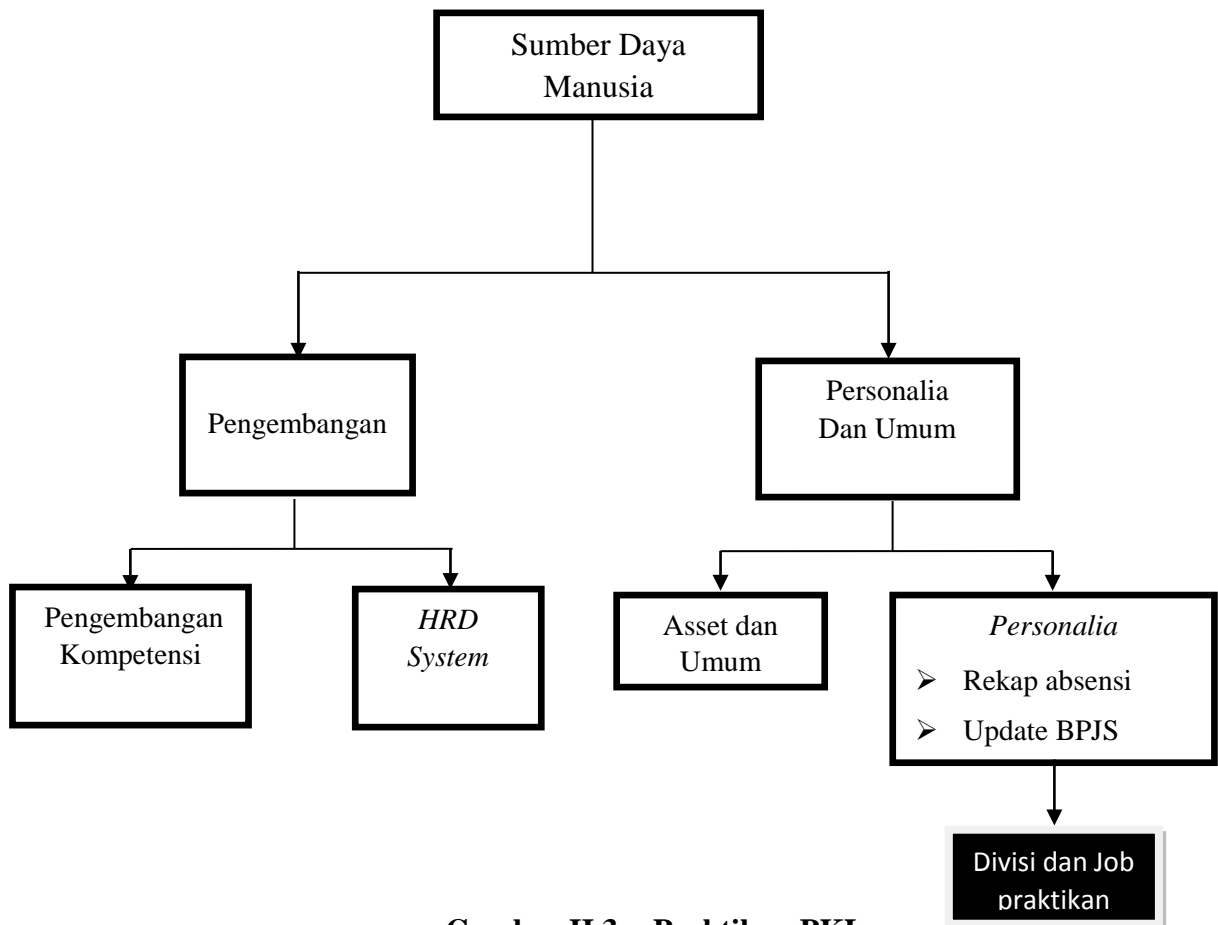 Sumber Daya
Manusia
Pengembangan
Personalia
Dan Umum
Pengembangan
Kompetensi
HRD
System
Asset dan
Umum
Personalia
➢ Rekap absensi
➢ Update BPJS
Divisi dan Job
praktikan